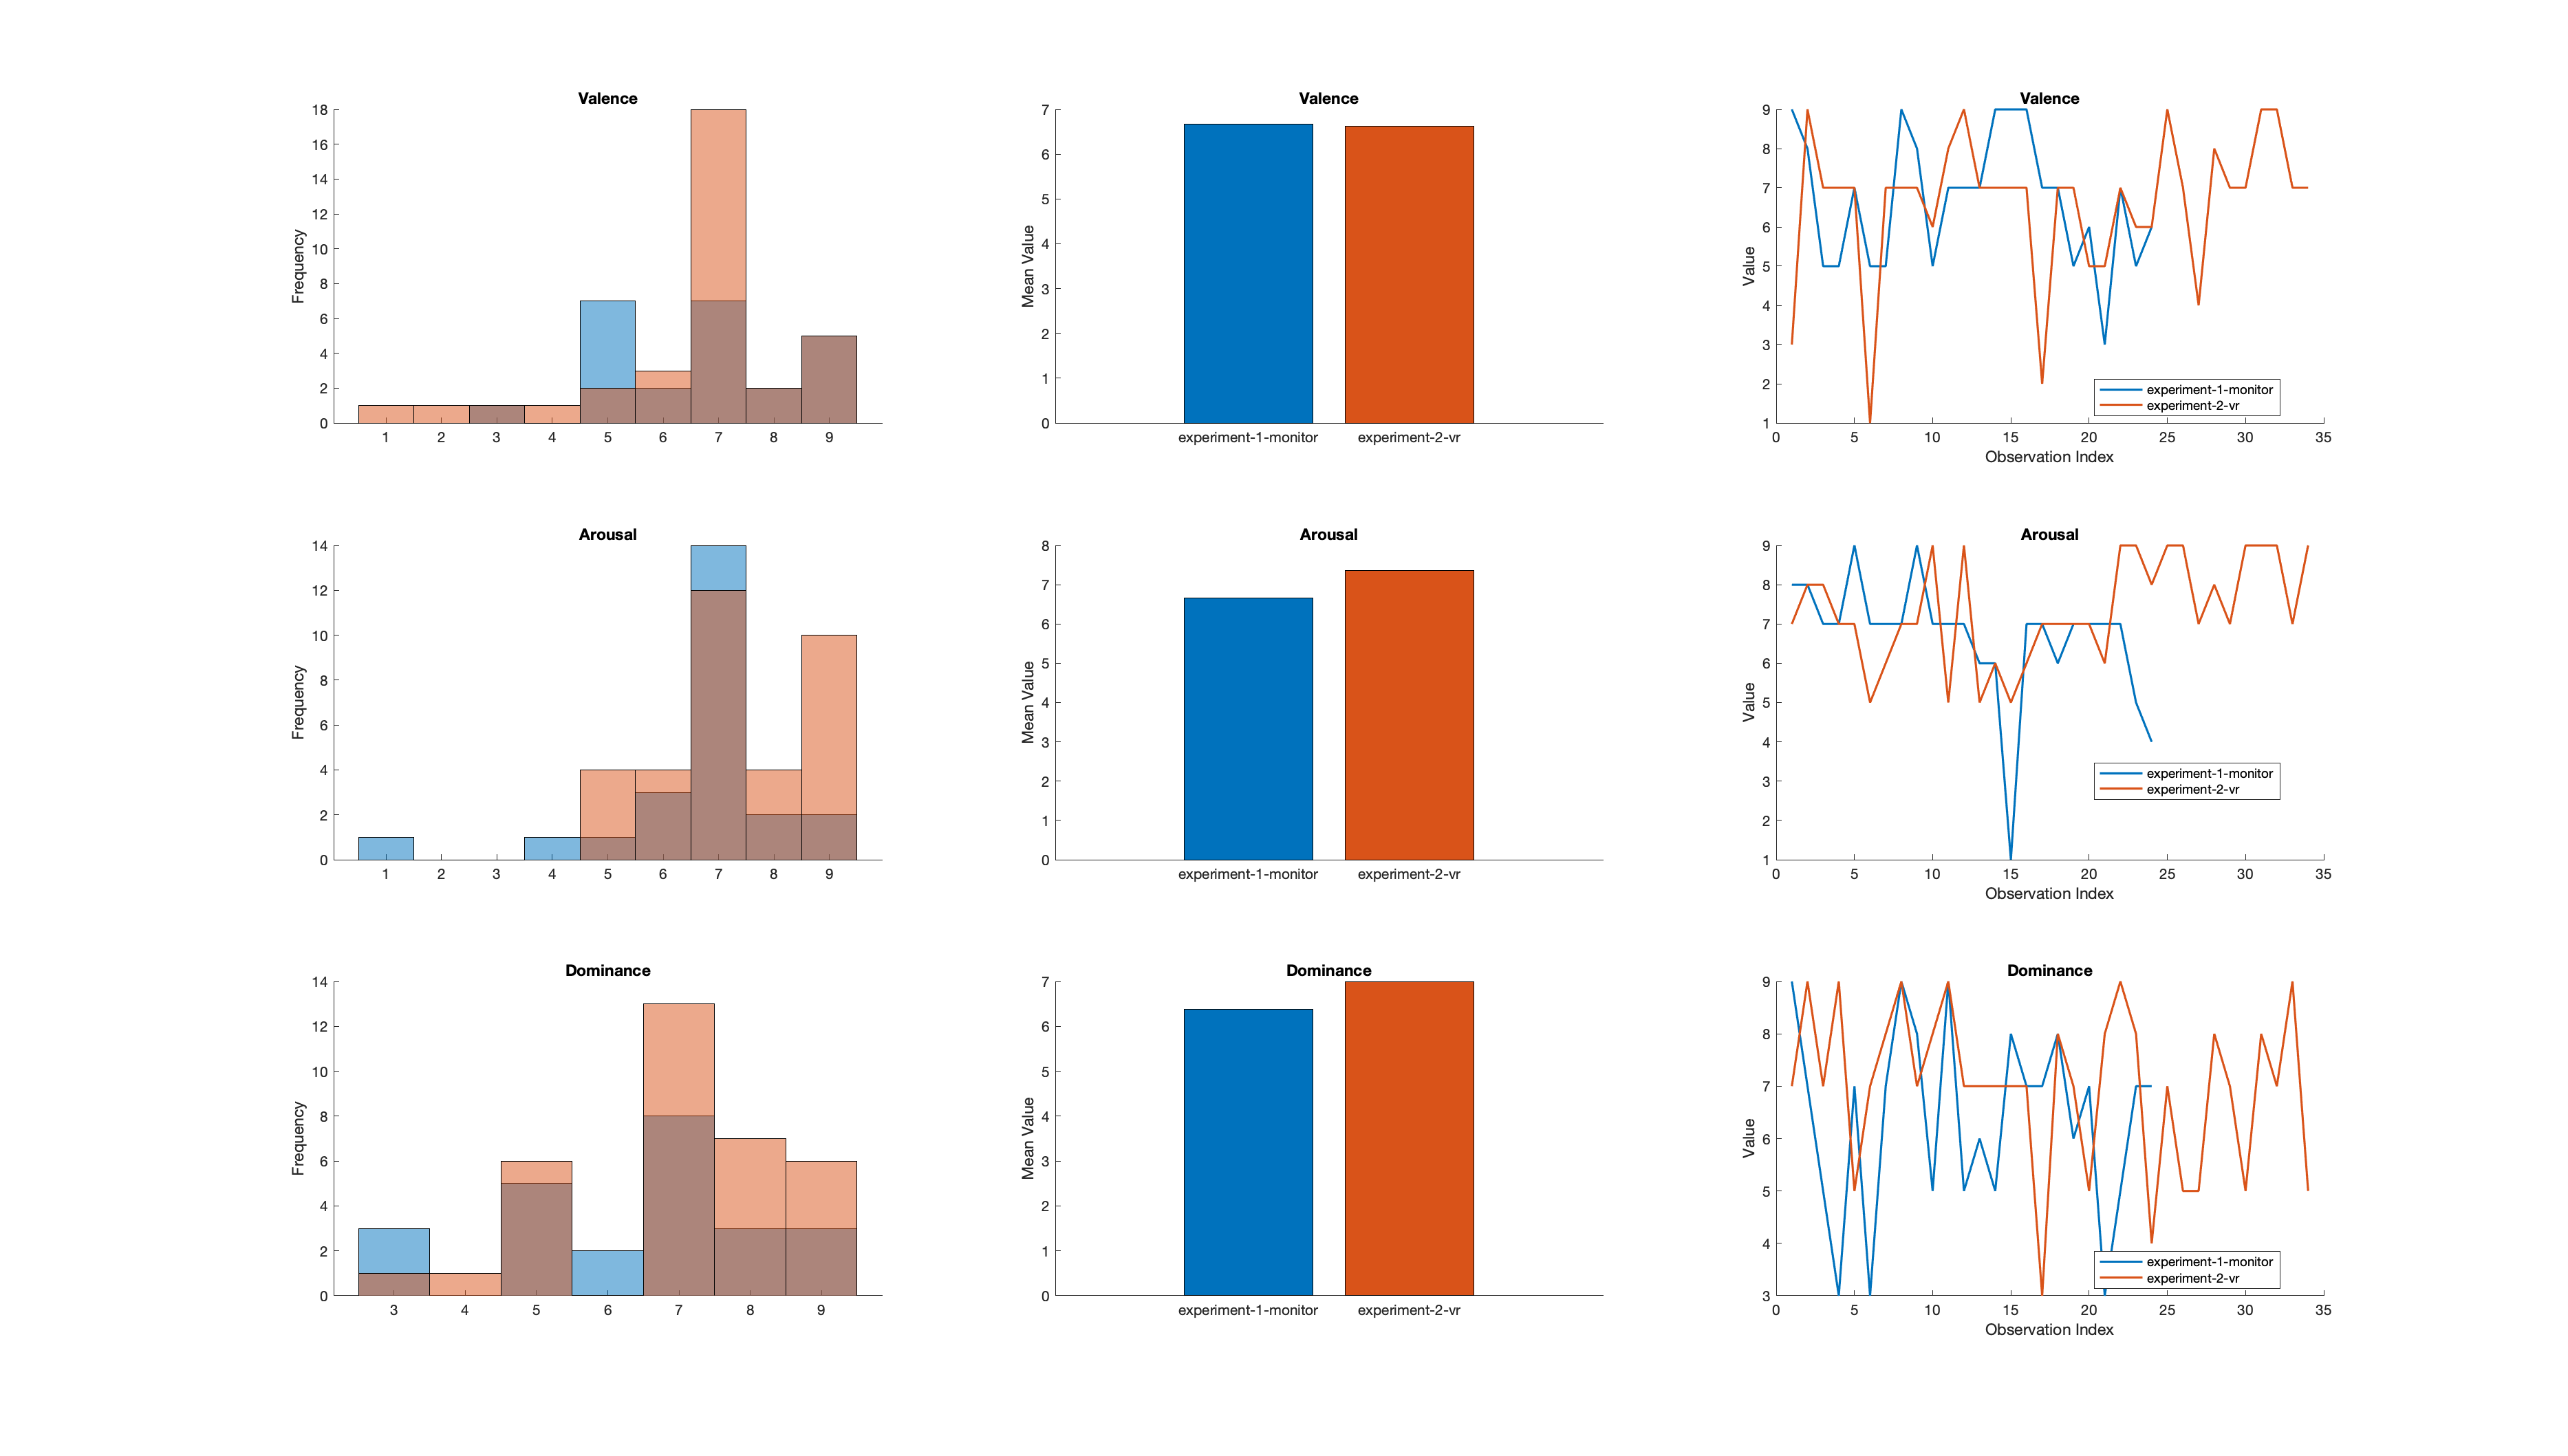 Valence
18
16
14
12
10
8
6
4
2
0
Frequency
1 2 3 4 5 6 7 8 9
Valence
7
6
5
4
3
2
1
0
Mean Value
experiment-1-monitor experiment-2-vr
Valence
9
8
7
6
5
4
3
2
1
Value
experiment-1-monitor
experiment-2-vr
0 5 10 15 20 25 30 35
Observation Index
Arousal
14
12
10
8
6
4
2
0
Frequency
1 2 3 4 5 6 7 8 9
Arousal
8
7
6
5
4
3
2
1
0
Mean Value
experiment-1-monitor experiment-2-vr
Arousal
9
8
7
6
5
4
3
2
1
Value
experiment-1-monitor
experiment-2-vr
0 5 10 15 20 25 30 35
Observation Index
Dominance
14
12
10
8
6
4
2
0
Frequency
3 4 5 6 7 8 9
Dominance
7
6
5
4
3
2
1
0
Mean Value
experiment-1-monitor experiment-2-vr
Dominance
9
8
7
6
5
4
3
Value
experiment-1-monitor
experiment-2-vr
0 5 10 15 20 25 30 35
Observation Index